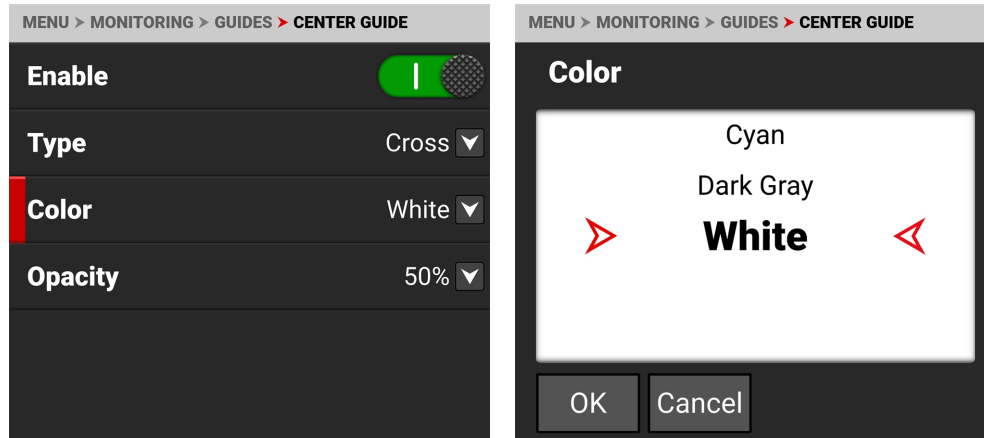 MENU > MONITORING > GUIDES > CENTER GUIDE
Enable
Type Cross
Color White
Opacity 50%
MENU > MONITORING > GUIDES > CENTER GUIDE
Color
Cyan
Dark Gray
White
OK Cancel